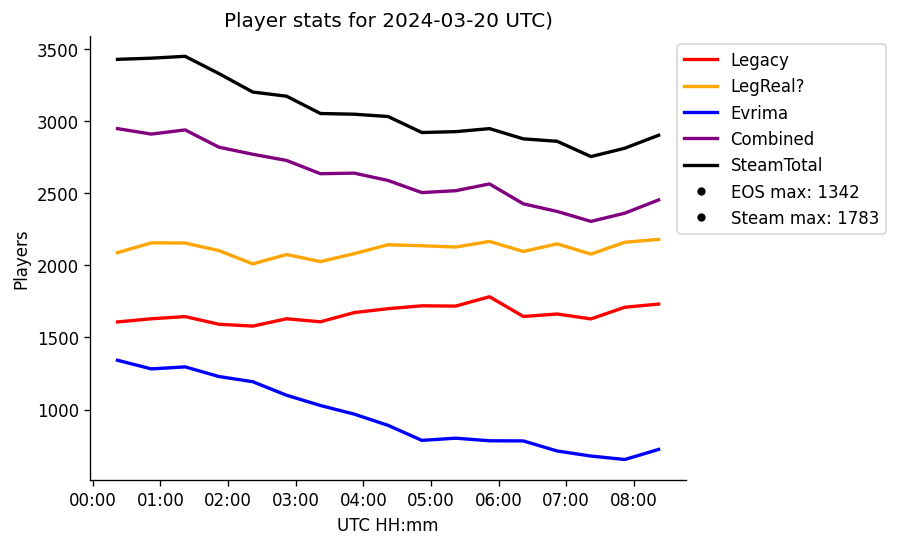 Player stats for 2024-03-20 UTC)
3500
3000
2500
2000
1500
1000
Players
00:00 01:00 02:00 03:00 04:00 05:00 06:00 07:00 08:00
UTC HH:mm
Legacy
LegReal?
Evrima
Combined
SteamTotal
EOS max: 1342
Steam max: 1783